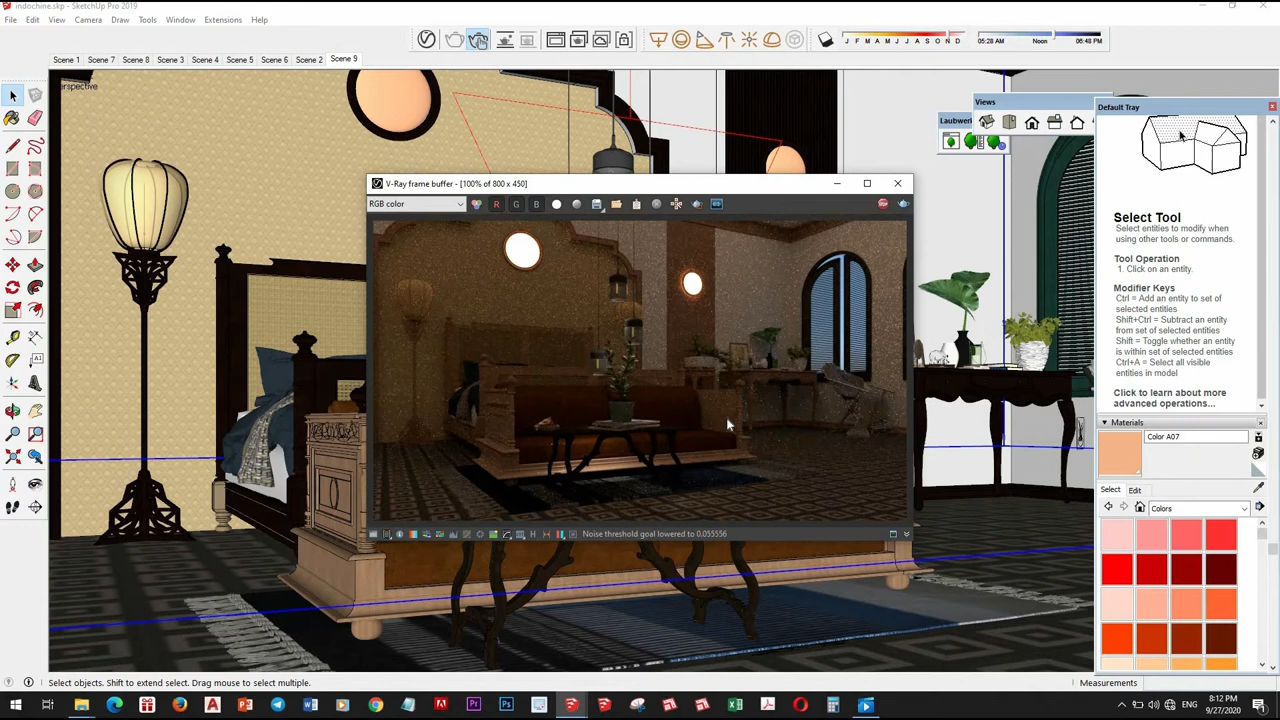 indochine.skp - SketchUp Pro 2019
File Edit View Camera Draw Tools Window Extensions Help
J F M A M J J A S O N D
05:28 AM Noon 06:48 PM
Scene 1 Scene 7 Scene 8 Scene 3 Scene 4 Scene 5 Scene 6 Scene 2 Scene 9
erspective
Views
Laubwerk
Default Tray
V-Ray frame buffer - [100% of 800 x 450]
RGB color
R G B
Select Tool
Select entities to modify when
using other tools or commands.
Tool Operation
1. Click on an entity.
Modifier Keys
Ctrl = Add an entity to set of
selected entities
Shift+Ctrl = Subtract an entity
from set of selected entities
Shift = Toggle whether an entity
is within set of selected entities
Ctrl+A = Select all visible
entities in model
Click to learn about more
advanced operations...
Materials
Color A07
Select Edit
Colors
Noise threshold goal lowered to 0.055556
Select objects. Shift to extend select. Drag mouse to select multiple.
Measurements
ENG
8:12 PM
9/27/2020